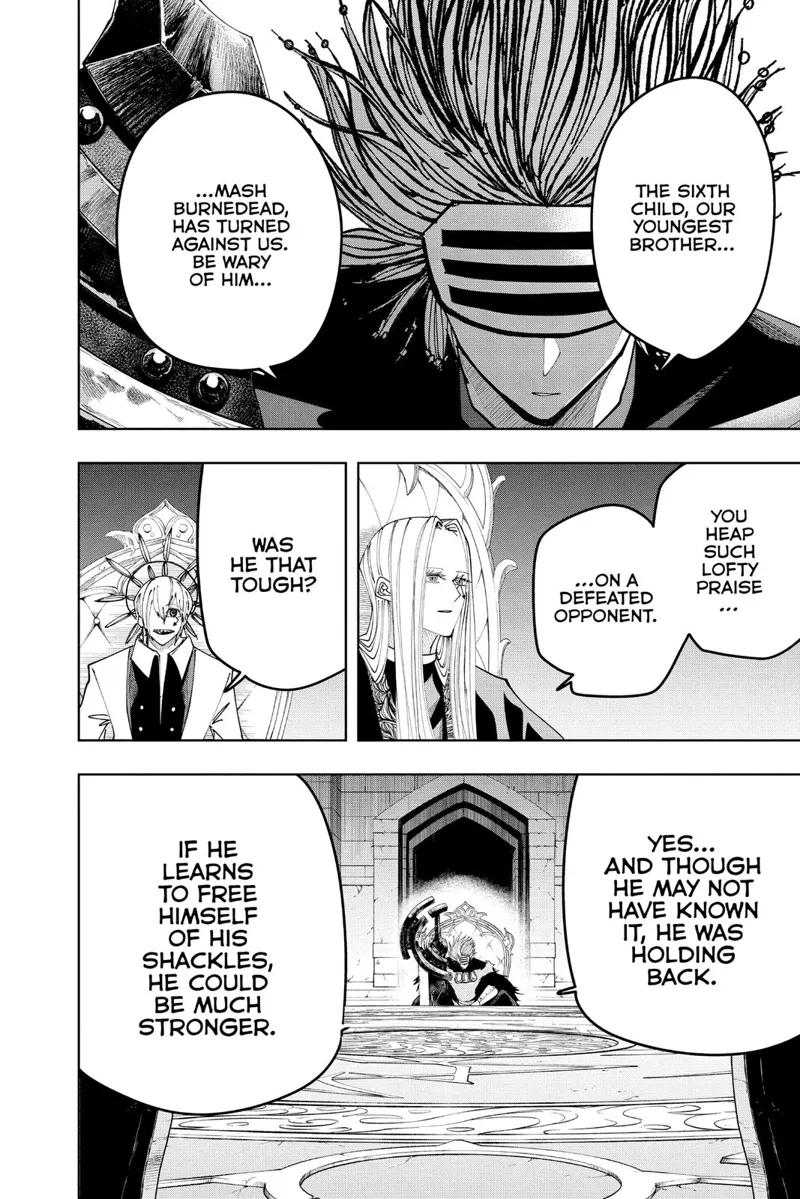 THE SIXTH
CHILD, OUR
YOUNGEST
BROTHER...
...MASH
BURNEDEAD,
HAS TURNED
AGAINST US.
BE WARY
OF HIM...
YOU
HEAP
SUCH
LOFTY
PRAISE
...
...ON A
DEFEATED
OPPONENT.
WAS
HE THAT
TOUGH?
YES...
AND THOUGH
HE MAY NOT
HAVE KNOWN
IT, HE WAS
HOLDING
BACK.
IF HE
LEARNS
TO FREE
HIMSELF
OF HIS
SHACKLES,
HE COULD
BE MUCH
STRONGER.